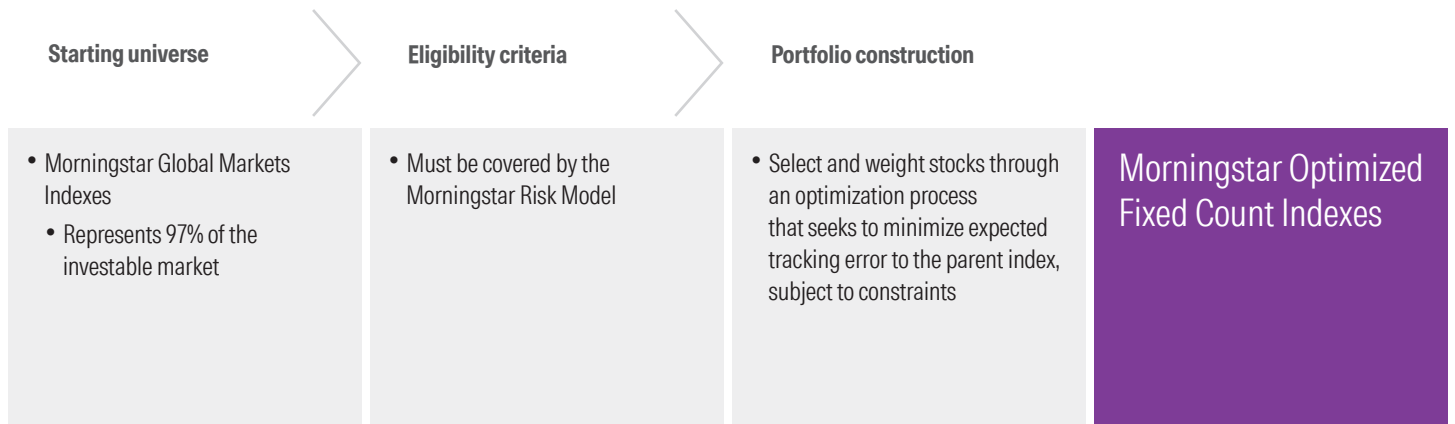 Starting universe
Eligibility criteria
Portfolio construction
• Morningstar Global Markets
Indexes
• Represents 97% of the
investable market
• Must be covered by the
Morningstar Risk Model
• Select and weight stocks through
an optimization process
that seeks to minimize expected
tracking error to the parent index,
subject to constraints
Morningstar Optimized
Fixed Count Indexes